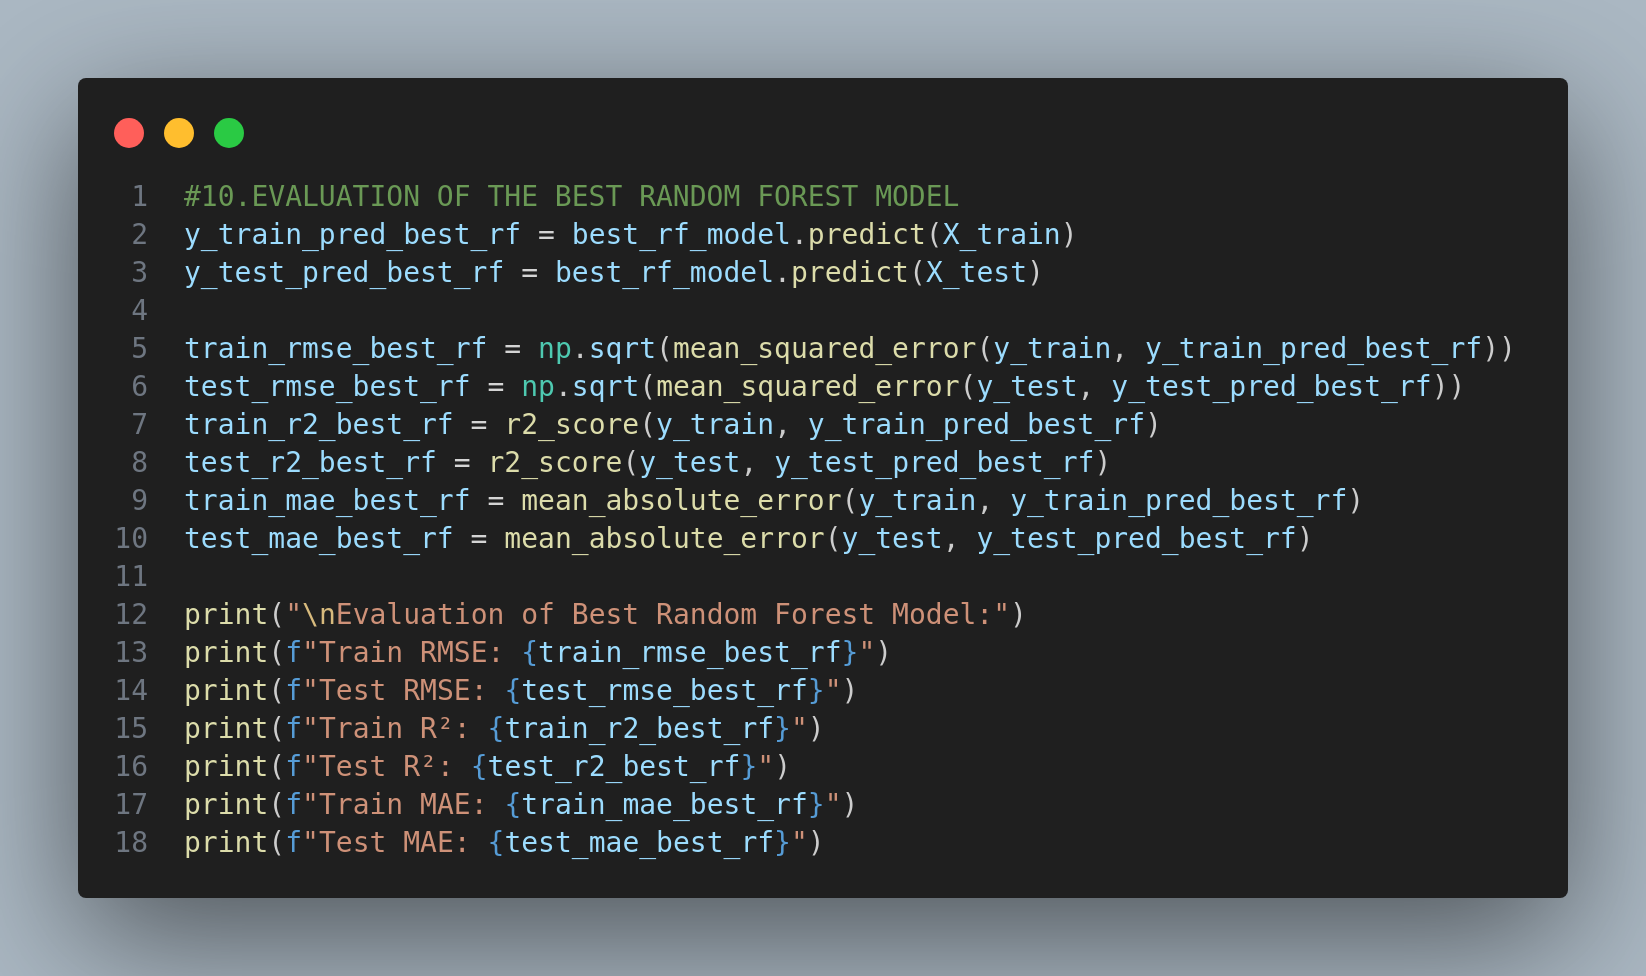 1 #10.EVALUATION OF THE BEST RANDOM FOREST MODEL
2 y_train_pred_best_rf = best_rf_model.predict(X_train)
3 y_test_pred_best_rf = best_rf_model.predict(X_test)
4
5 train_rmse_best_rf = np.sqrt(mean_squared_error(y_train, y_train_pred_best_rf))
6 test_rmse_best_rf = np.sqrt(mean_squared_error(y_test, y_test_pred_best_rf))
7 train_r2_best_rf = r2_score(y_train, y_train_pred_best_rf)
8 test_r2_best_rf = r2_score(y_test, y_test_pred_best_rf)
9 train_mae_best_rf = mean_absolute_error(y_train, y_train_pred_best_rf)
10 test_mae_best_rf = mean_absolute_error(y_test, y_test_pred_best_rf)
11
12 print("\nEvaluation of Best Random Forest Model:")
13 print(f"Train RMSE: {train_rmse_best_rf}")
14 print(f"Test RMSE: {test_rmse_best_rf}")
15 print(f"Train R²: {train_r2_best_rf}")
16 print(f"Test R²: {test_r2_best_rf}")
17 print(f"Train MAE: {train_mae_best_rf}")
18 print(f"Test MAE: {test_mae_best_rf}")